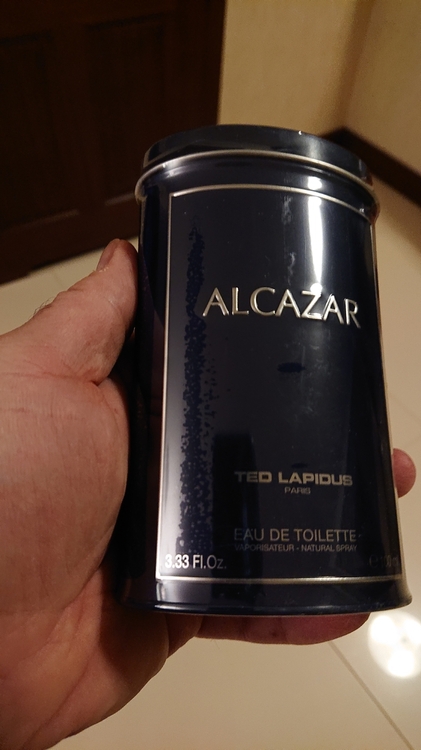 ALCAZAR
TED LAPIDUS
PARIS
EAU DE TOILETTE
VAPORISATEUR - NATURAL SPRAY
3.33 Fl.Oz.